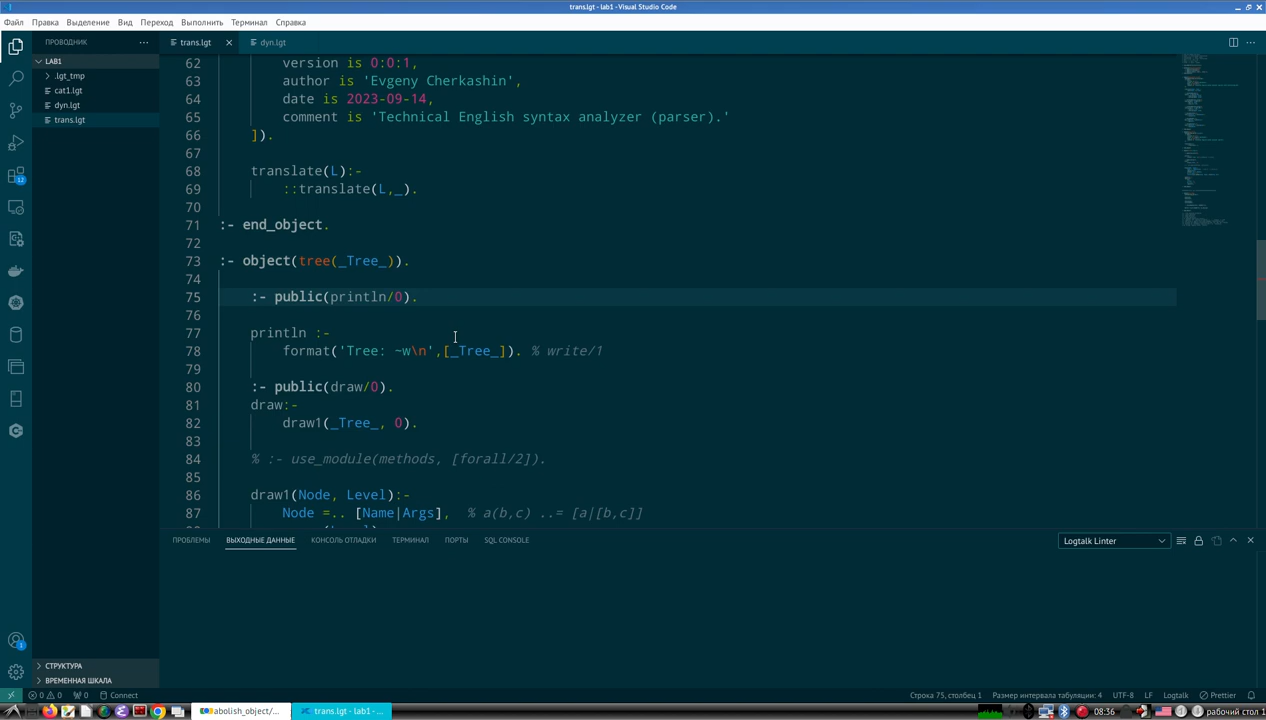 trans.lgt - lab1 - Visual Studio Code
Файл Правка Выделение Вид Переход Выполнить Терминал Справка
ПРОВОДНИК
trans.lgt
dyn.lgt
LAB1
.lgt_tmp
cat1.lgt
dyn.lgt
trans.lgt
62 version is 0:0:1,
63 author is 'Evgeny Cherkashin',
64 date is 2023-09-14,
65 comment is 'Technical English syntax analyzer (parser).'
66 ]).
67
68 translate(L):-
69 ::translate(L,_).
70
71 :- end_object.
72
73 :- object(tree(_Tree_)).
74
75 :- public(println/0).
76
77 println :-
78 format('Tree: ~w\n',[_Tree_]). % write/1
79
80 :- public(draw/0).
81 draw:-
82 draw1(_Tree_, 0).
83
84 % :- use_module(methods, [forall/2]).
85
86 draw1(Node, Level):-
87 Node =.. [Name|Args], % a(b,c) ..= [a|[b,c]]
ПРОБЛЕМЫ ВЫХОДНЫЕ ДАННЫЕ КОНСОЛЬ ОТЛАДКИ ТЕРМИНАЛ ПОРТЫ SQL CONSOLE
Logtalk Linter
12
1
СТРУКТУРА
ВРЕМЕННАЯ ШКАЛА
0 0 0 Connect
Строка 75, столбец 1 Размер интервала табуляции: 4 UTF-8 LF Logtalk Prettier
abolish_object/...
trans.lgt - lab1 - ...
08:36
рабочий стол 1